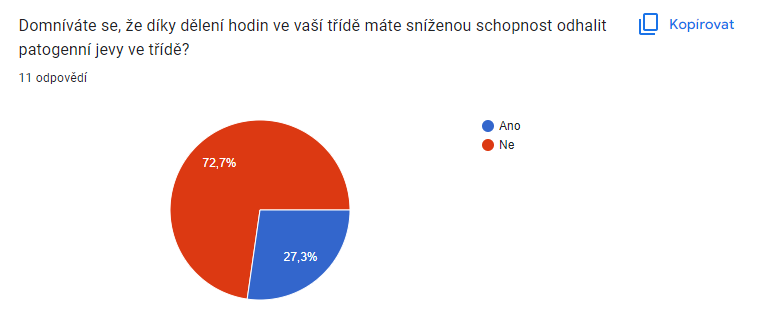 Domníváte se, že díky dělení hodin ve vaší třídě máte sníženou schopnost odhalit
patogenní jevy ve třídě?
Kopírovat
11 odpovědí
Ano
Ne
72,7%
27,3%